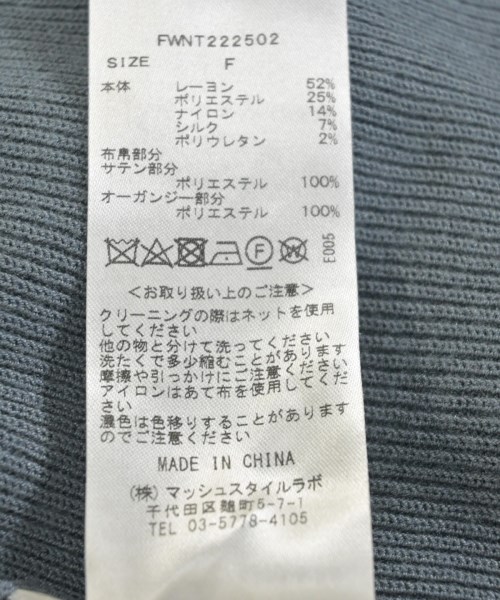 FWNT222502
SIZE F
本体 レーヨン 52%
ポリエステル 25%
ナイロン 14%
シルク 7%
ポリウレタン 2%
布帛部分
サテン部分
ポリエステル 100%
オーガンジー部分
ポリエステル 100%
F W E005
<お取り扱い上のご注意>
クリーニングの際はネットを使用
してください
他の物と分けて洗ってください
洗たくで多少縮むことがあります
摩擦や引っかけにご注意ください
アイロンはあて布を使用してくだ
さい
濃色は色移りすることがあります
のでご注意ください
MADE IN CHINA
(株) マッシュスタイルラボ
千代田区麹町5-7-1
TEL 03-5778-4105